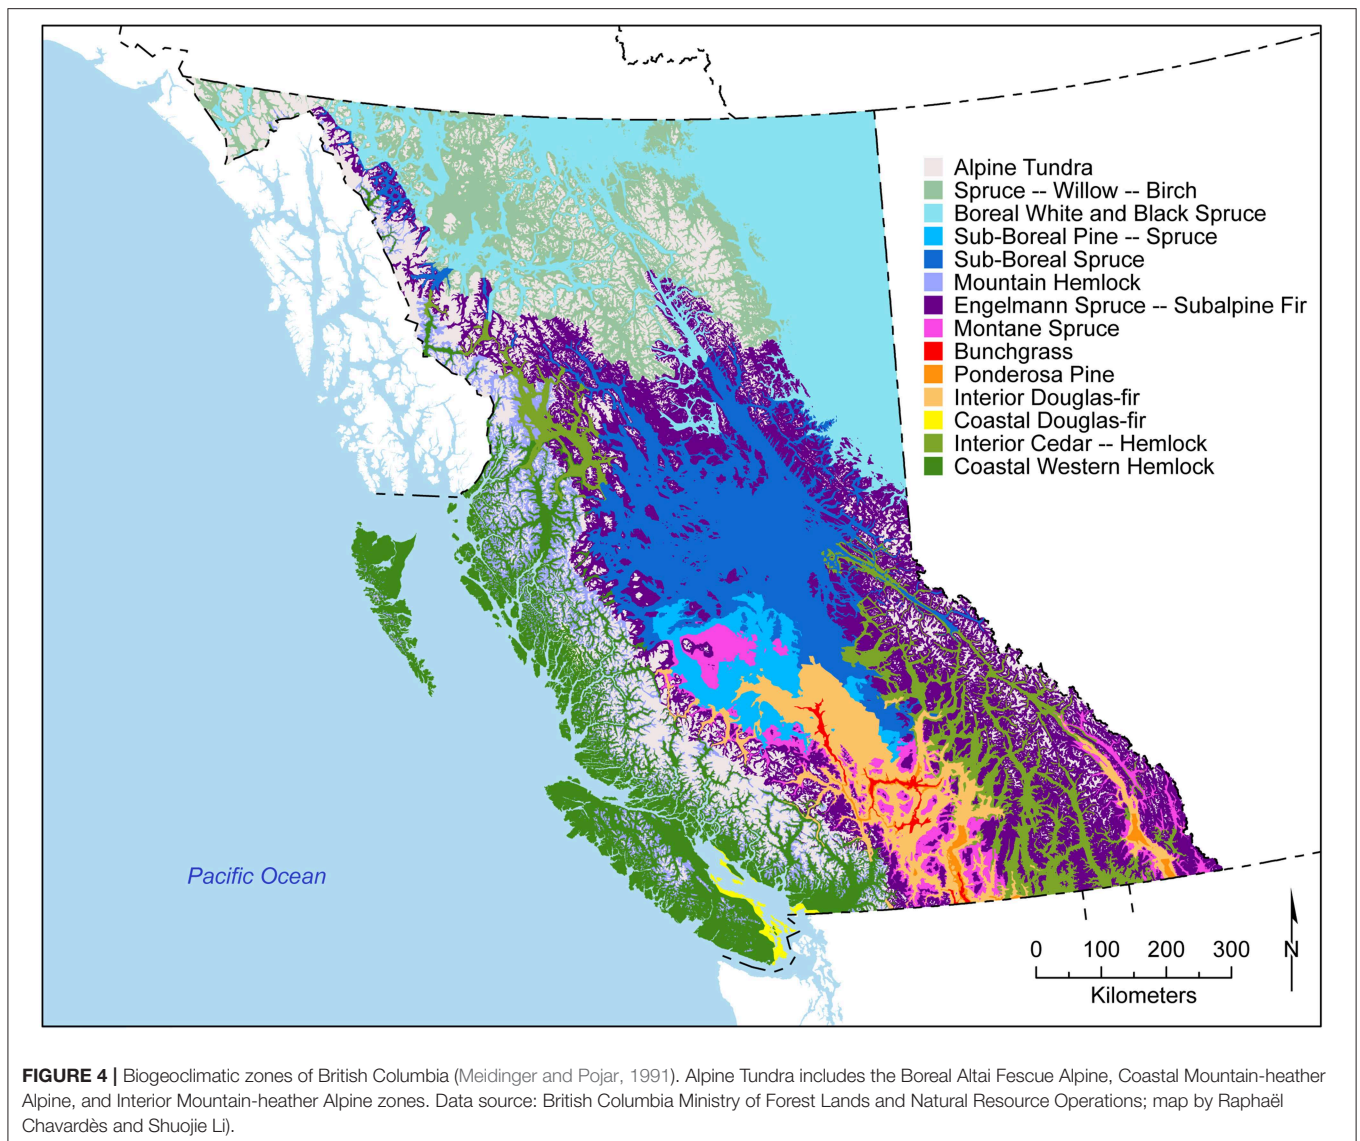 Alpine Tundra
Spruce -- Willow -- Birch
Boreal White and Black Spruce
Sub-Boreal Pine -- Spruce
Sub-Boreal Spruce
Mountain Hemlock
Engelmann Spruce -- Subalpine Fir
Montane Spruce
Bunchgrass
Ponderosa Pine
Interior Douglas-fir
Coastal Douglas-fir
Interior Cedar -- Hemlock
Coastal Western Hemlock
Pacific Ocean
0 100 200 300
Kilometers
N
FIGURE 4 | Biogeoclimatic zones of British Columbia (Meidinger and Pojar, 1991). Alpine Tundra includes the Boreal Altai Fescue Alpine, Coastal Mountain-heather
Alpine, and Interior Mountain-heather Alpine zones. Data source: British Columbia Ministry of Forest Lands and Natural Resource Operations; map by Raphaël
Chavardès and Shuojie Li).